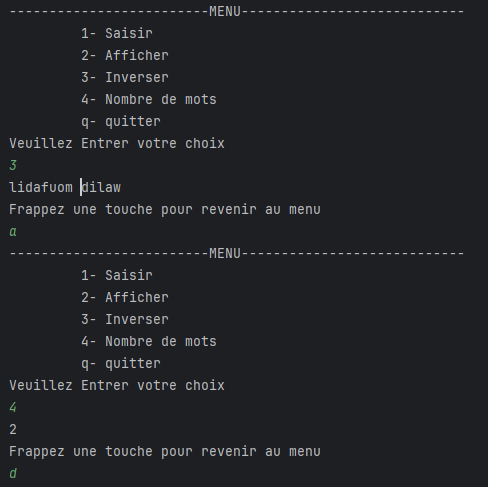 -------------------------MENU----------------------------
1- Saisir
2- Afficher
3- Inverser
4- Nombre de mots
q- quitter
Veuillez Entrer votre choix
3
lidafuom dilaw
Frappez une touche pour revenir au menu
a
-------------------------MENU----------------------------
1- Saisir
2- Afficher
3- Inverser
4- Nombre de mots
q- quitter
Veuillez Entrer votre choix
4
2
Frappez une touche pour revenir au menu
d